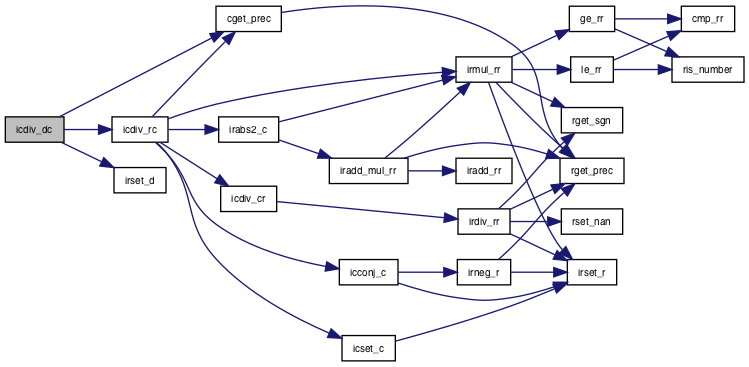 cget_prec
ge_rr
cmp_rr
irmul_rr
le_rr
ris_number
icdiv_dc
icdiv_rc
irabs2_c
rget_sgn
irset_d
iradd_mul_rr
iradd_rr
rget_prec
icdiv_cr
irdiv_rr
rset_nan
icconj_c
irneg_r
irset_r
icset_c